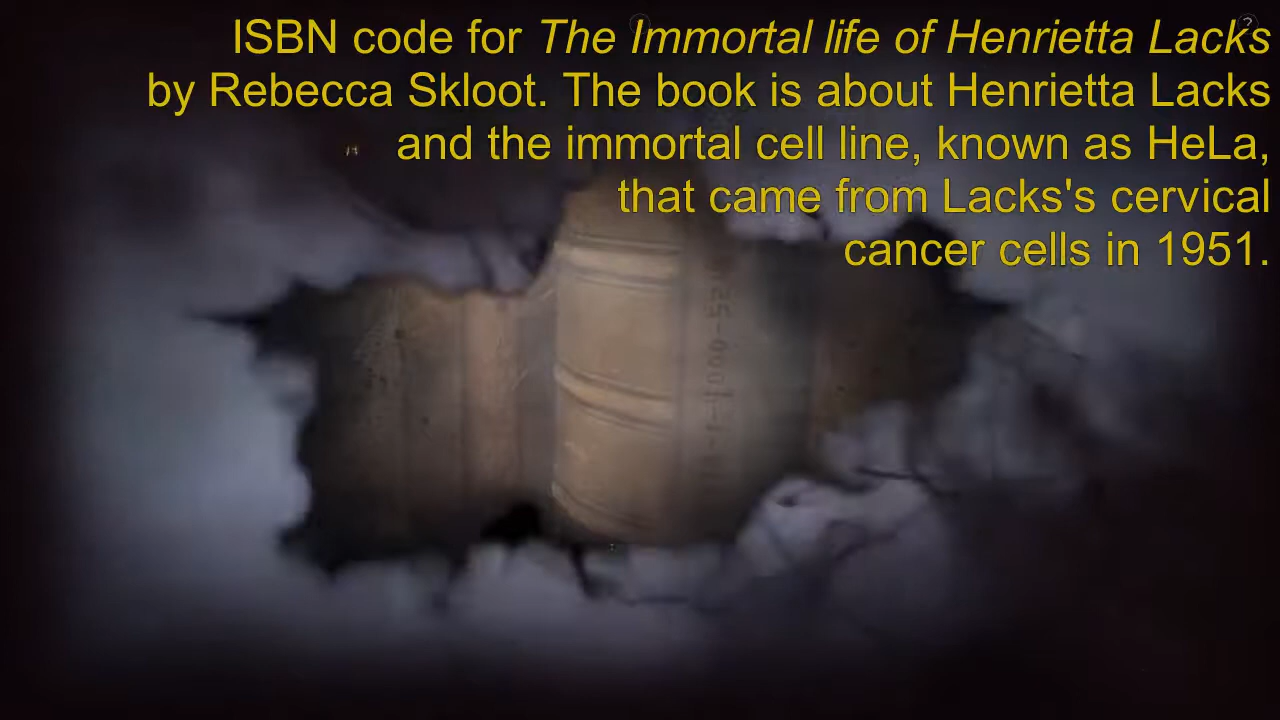 ISBN code for The Immortal life of Henrietta Lacks
by Rebecca Skloot. The book is about Henrietta Lacks
and the immortal cell line, known as HeLa,
that came from Lacks's cervical
cancer cells in 1951.
?